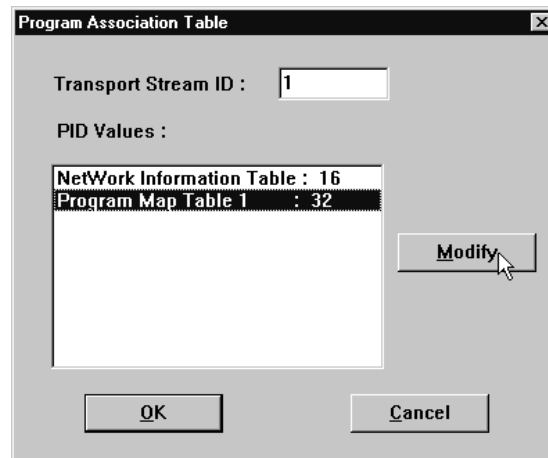 Program Association Table
Transport Stream ID : 1
PID Values :
NetWork Information Table : 16
Program Map Table 1 : 32
Modify
OK
Cancel